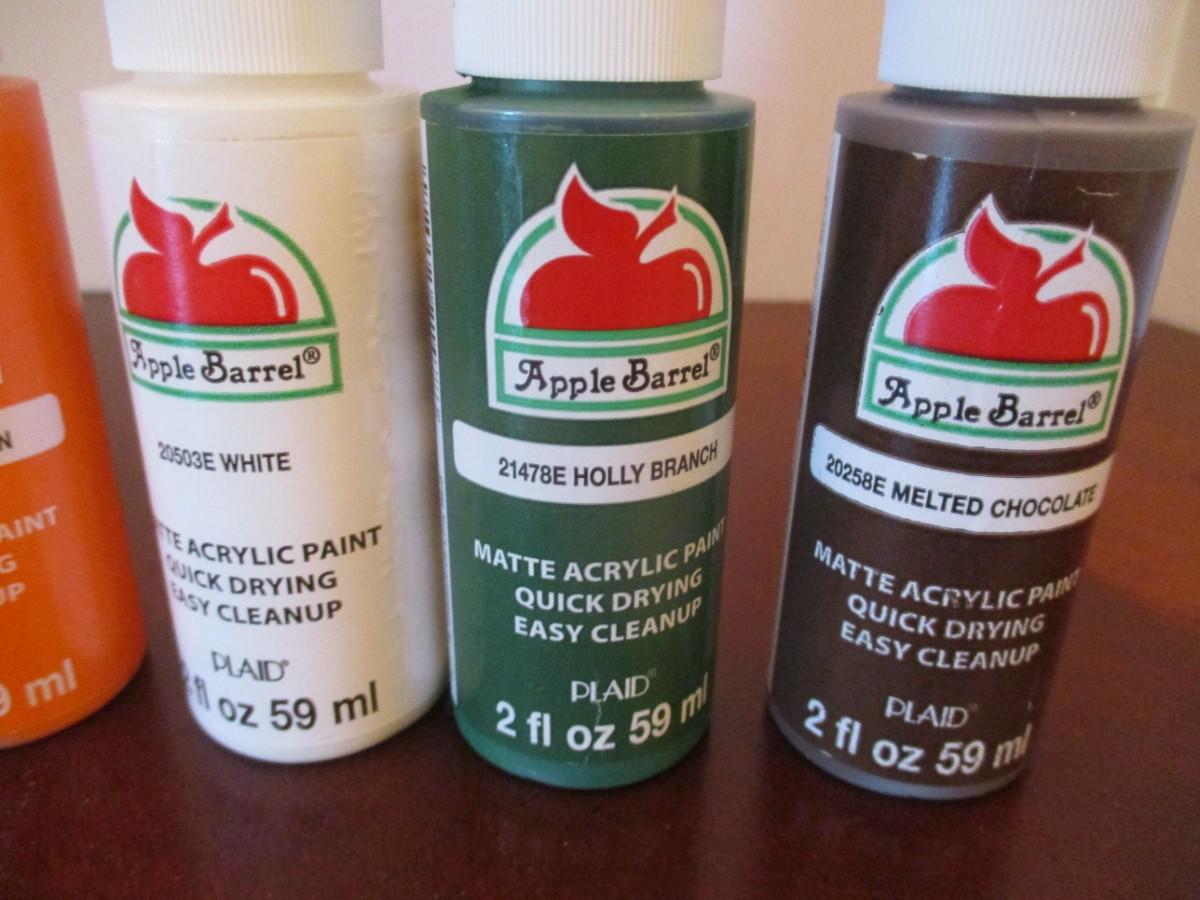 N
AINT
G
UP
9 ml
Apple Barrel®
20503E WHITE
TTE ACRYLIC PAINT
QUICK DRYING
EASY CLEANUP
PLAID®
fl oz 59 ml
Apple Barrel®
21478E HOLLY BRANCH
MATTE ACRYLIC PAINT
QUICK DRYING
EASY CLEANUP
PLAID®
2 fl oz 59 ml
Apple Barrel®
20258E MELTED CHOCOLATE
MATTE ACRYLIC PAINT
QUICK DRYING
EASY CLEANUP
PLAID®
2 fl oz 59 ml